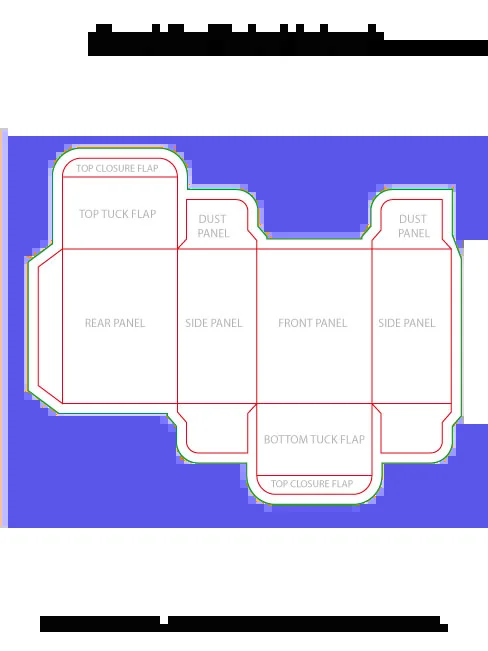 TOP CLOSURE FLAP
TOP TUCK FLAP
DUST
PANEL
DUST
PANEL
REAR PANEL
SIDE PANEL
FRONT PANEL
SIDE PANEL
BOTTOM TUCK FLAP
TOP CLOSURE FLAP